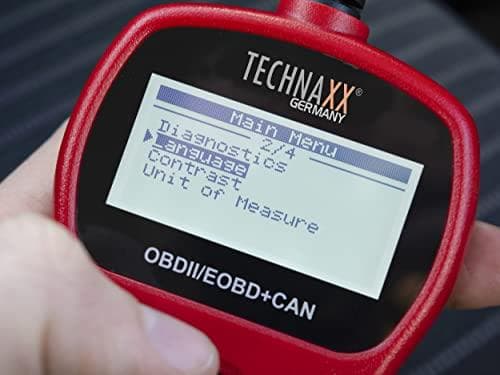 TECHNAXX®
GERMANY
Main Menu
2/4
Diagnostics
Language
Contrast
Unit of Measure
OBDII/EOBD+CAN